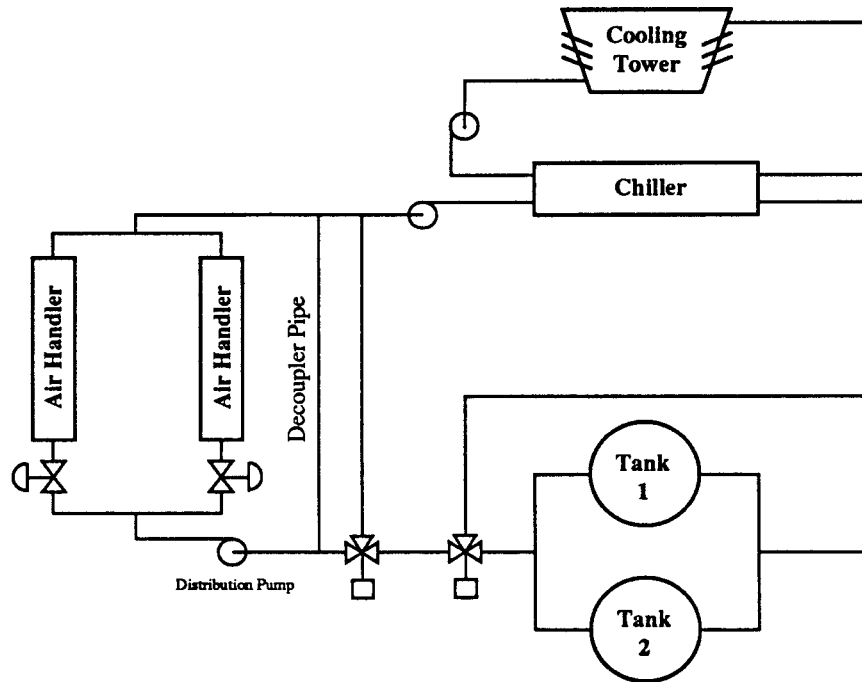 Cooling
Tower
Chiller
Air Handler
Air Handler
Decoupler Pipe
Tank
1
Distribution Pump
Tank
2